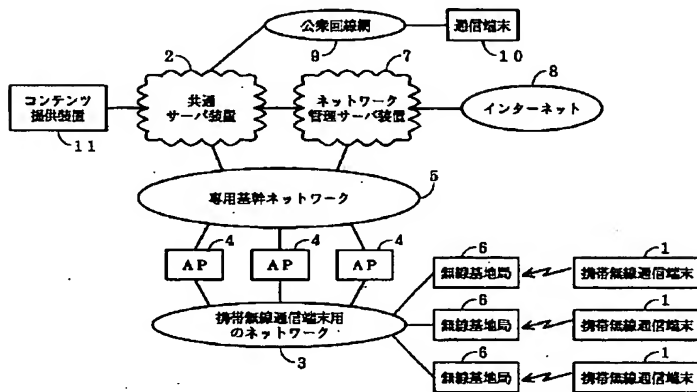 公衆回線網
9
通信端末
10
2
共通
サーバ装置
7
ネットワーク
管理サーバ装置
8
インターネット
コンテンツ
提供装置
11
専用基幹ネットワーク
5
AP
4
AP
4
AP
4
携帯無線通信端末用
のネットワーク
3
6
無線基地局
1
携帯無線通信端末
6
無線基地局
1
携帯無線通信端末
6
無線基地局
1
携帯無線通信端末